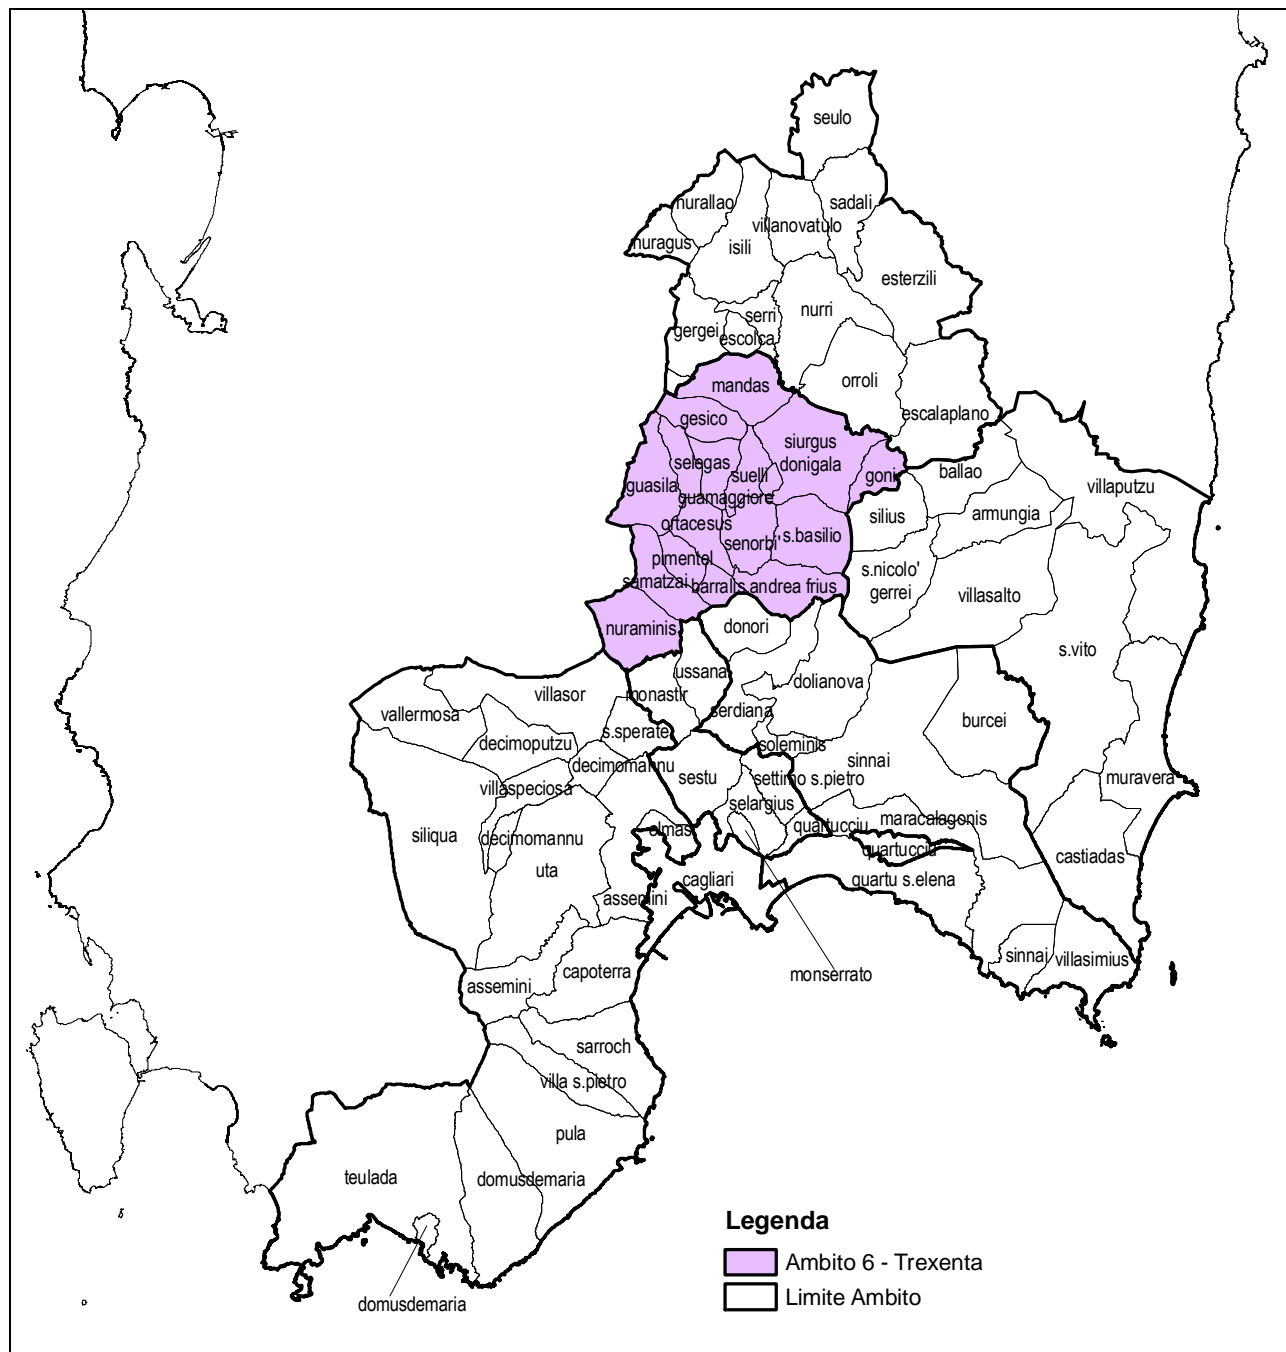 seulo
nurallao
sadali
villanovatulo
nuragus
isili
esterzili
serri
nurri
gergei
escolca
mandas
orroli
gesico
escalaplano
siurgus
donigala
selegas
suelli
goni
ballao
guasila
villaputzu
guamaggiore
silius
armungia
ortacesus
senorbi'
s.basilio
pimentel
s.nicolo'
gerrei
samatzai
barrali
s.andrea frius
villasalto
nuraminis
donori
s.vito
ussana
dolianova
villasor
monastir
vallermosa
serdiana
burcei
s.sperate
decimoputzu
soleminis
sinnai
decimomannu
sestu
settimo s.pietro
muravera
villaspeciosa
selargius
siliqua
elmas
quartucciu
maracalagonis
decimomannu
quartucciu
castiadas
uta
cagliari
quartu s.elena
assemini
sinnai
villasimius
capoterra
monserrato
assemini
sarroch
villa s.pietro
pula
teulada
domusdemaria
Legenda
Ambito 6 - Trexenta
Limite Ambito
domusdemaria